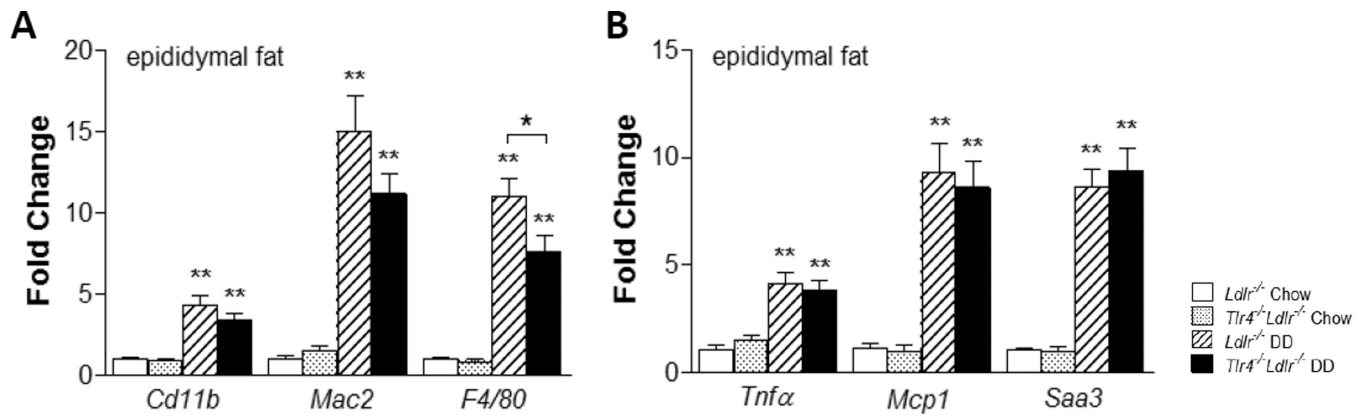 A
epididymal fat
Fold Change
20
15
10
5
0
**
**
**
**
**
**
*
Cd11b Mac2 F4/80
B
epididymal fat
Fold Change
15
10
5
0
**
**
**
**
**
**
Tnfα Mcp1 Saa3
Ldlr-/- Chow
Tlr4-/-Ldlr-/- Chow
Ldlr-/- DD
Tlr4-/-Ldlr-/- DD